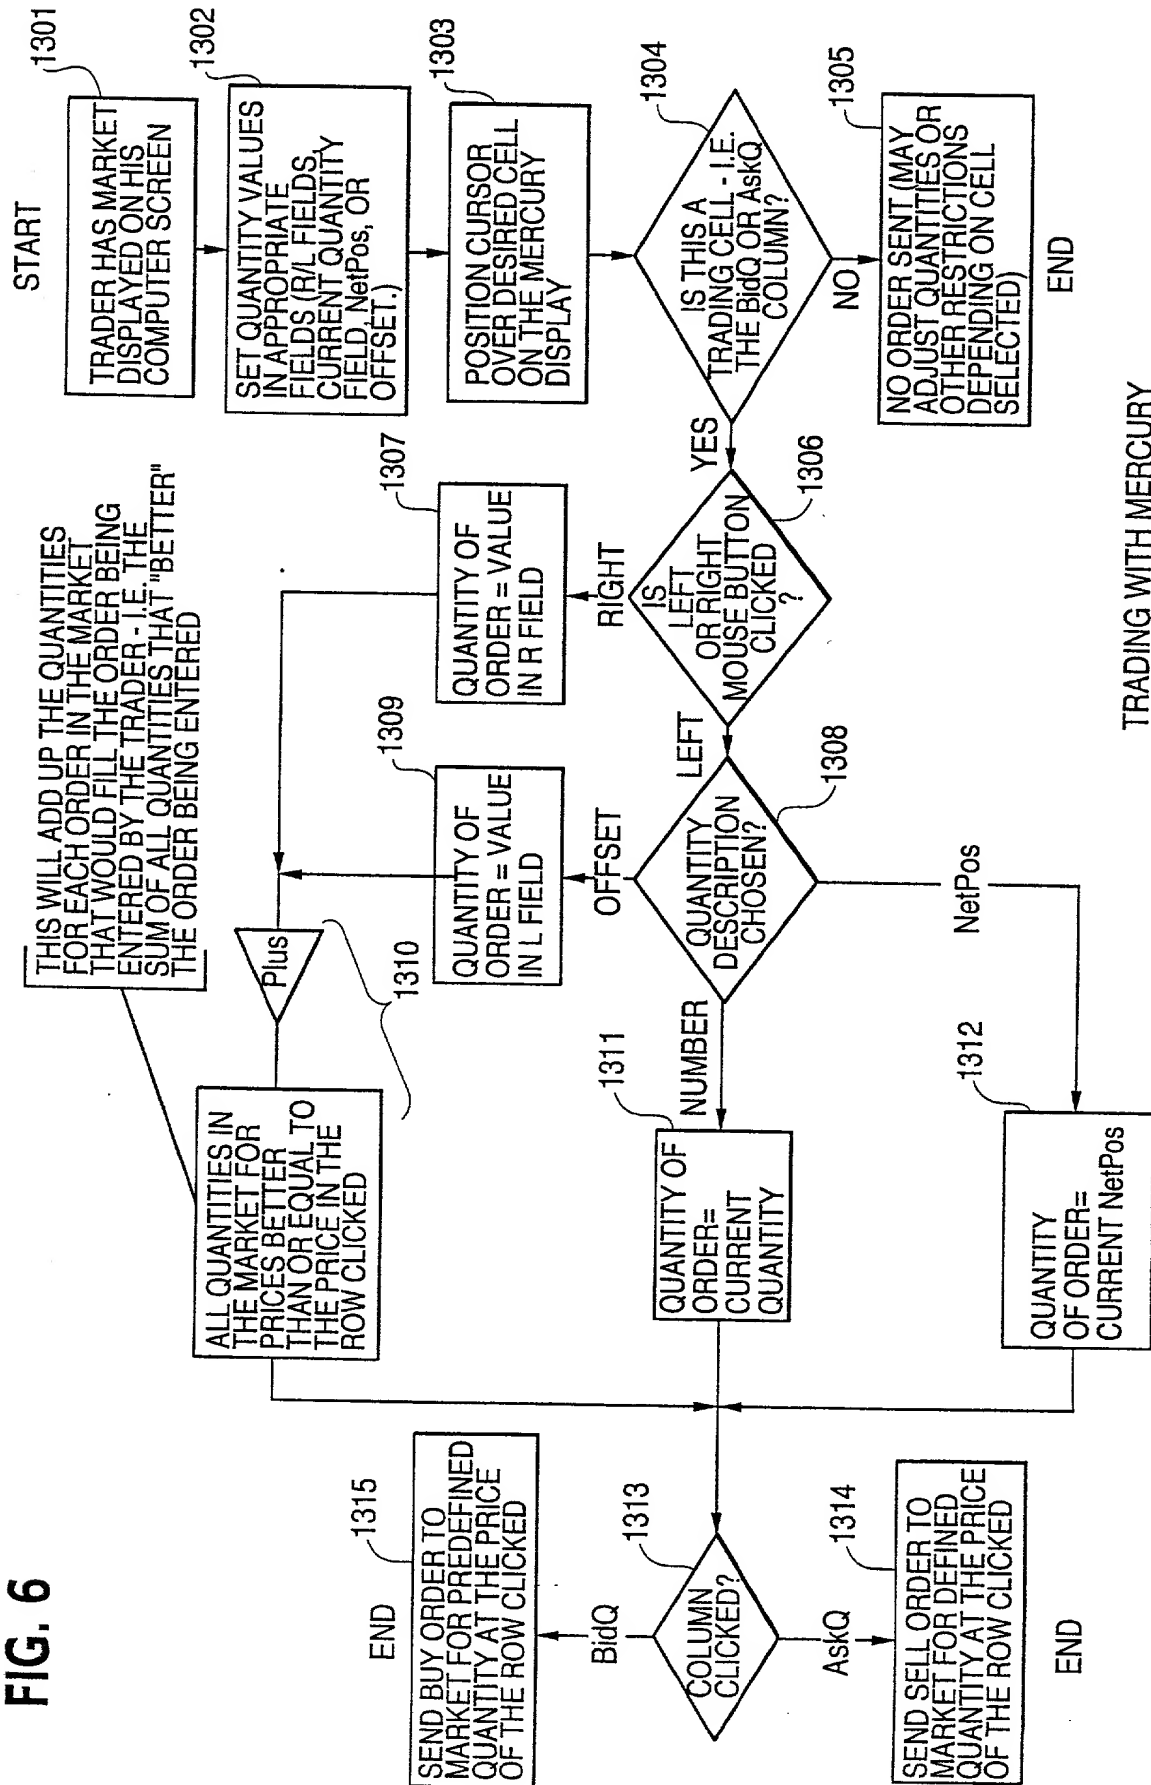 FIG. 6
START
1301
TRADER HAS MARKET
DISPLAYED ON HIS
COMPUTER SCREEN
1302
SET QUANTITY VALUES
IN APPROPRIATE
FIELDS (R/L FIELDS,
CURRENT QUANTITY
FIELD, NetPos, OR
OFFSET.)
1303
POSITION CURSOR
OVER DESIRED CELL
ON THE MERCURY
DISPLAY
1304
IS THIS A
TRADING CELL - I.E.
THE BidQ OR AskQ
COLUMN?
NO
1305
NO ORDER SENT (MAY
ADJUST QUANTITIES OR
OTHER RESTRICTIONS
DEPENDING ON CELL
SELECTED)
END
YES
1306
IS
LEFT
OR RIGHT
MOUSE BUTTON
CLICKED
?
RIGHT
1307
QUANTITY OF
ORDER = VALUE
IN R FIELD
LEFT
1308
QUANTITY
DESCRIPTION
CHOSEN?
OFFSET
1309
QUANTITY OF
ORDER = VALUE
IN L FIELD
Plus
1310
ALL QUANTITIES IN
THE MARKET FOR
PRICES BETTER
THAN OR EQUAL TO
THE PRICE IN THE
ROW CLICKED
THIS WILL ADD UP THE QUANTITIES
FOR EACH ORDER IN THE MARKET
THAT WOULD FILL THE ORDER BEING
ENTERED BY THE TRADER - I.E. THE
SUM OF ALL QUANTITIES THAT "BETTER"
THE ORDER BEING ENTERED
NUMBER
1311
QUANTITY OF
ORDER=
CURRENT
QUANTITY
NetPos
1312
QUANTITY
OF ORDER=
CURRENT NetPos
1313
COLUMN
CLICKED?
BidQ
1315
SEND BUY ORDER TO
MARKET FOR PREDEFINED
QUANTITY AT THE PRICE
OF THE ROW CLICKED
END
AskQ
1314
SEND SELL ORDER TO
MARKET FOR DEFINED
QUANTITY AT THE PRICE
OF THE ROW CLICKED
END
TRADING WITH MERCURY